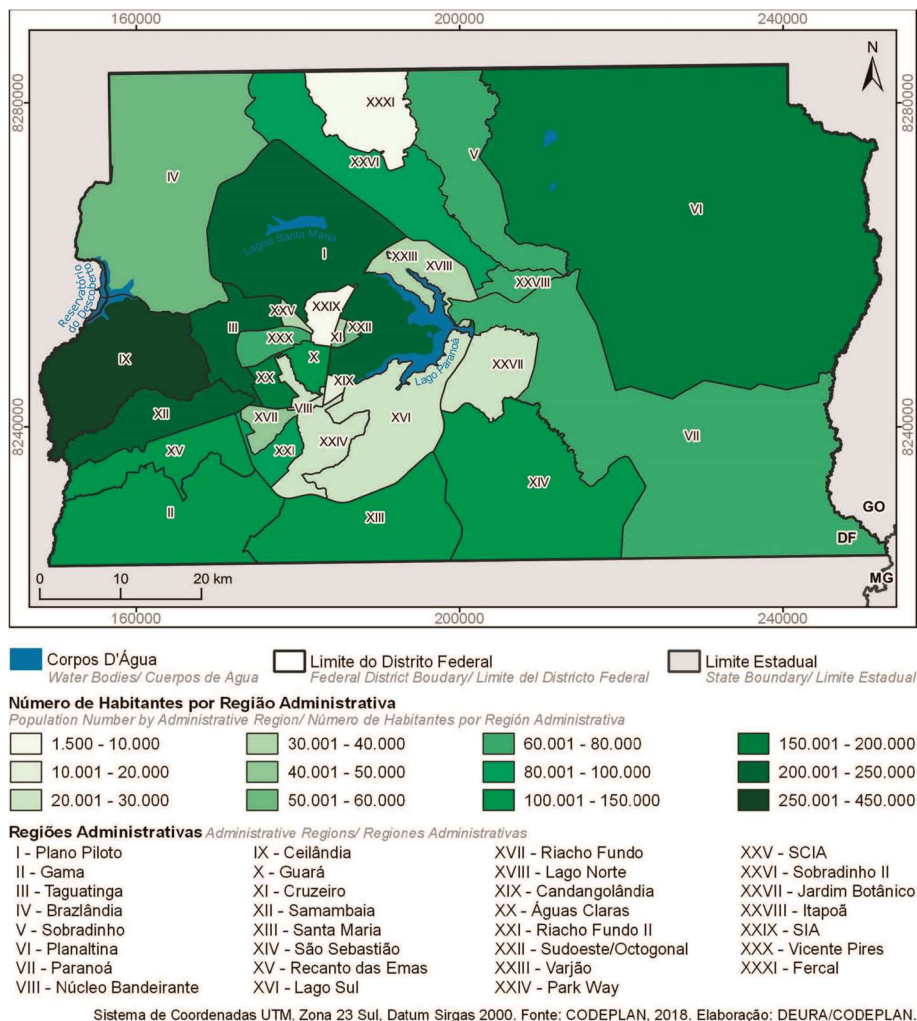 160000 200000 240000
N
8280000 8280000
XXXI
XXVI
V
IV
VI
Lagoa Santa Maria
I
XXIII
XVIII
Reservatório
do Descoberto
XXVIII
XXV
XXIX
III
XXII
XXX
XI
IX
X
Lago Paranoá
XXVII
XX
XIX
XII
VIII
XVII
XVI
8240000 8240000
XXIV
VII
XV
XXI
XIV
II
XIII
GO
DF
MG
0 10 20 km
160000 200000 240000
Corpos D'Água
Water Bodies/ Cuerpos de Agua
Limite do Distrito Federal
Federal District Boudary/ Limite del Districto Federal
Limite Estadual
State Boundary/ Limite Estadual
Número de Habitantes por Região Administrativa
Population Number by Administrative Region/ Número de Habitantes por Región Administrativa
1.500 - 10.000
10.001 - 20.000
20.001 - 30.000
30.001 - 40.000
40.001 - 50.000
50.001 - 60.000
60.001 - 80.000
80.001 - 100.000
100.001 - 150.000
150.001 - 200.000
200.001 - 250.000
250.001 - 450.000
Regiões Administrativas Administrative Regions/ Regiones Administrativas
I - Plano Piloto
II - Gama
III - Taguatinga
IV - Brazlândia
V - Sobradinho
VI - Planaltina
VII - Paranoá
VIII - Núcleo Bandeirante
IX - Ceilândia
X - Guará
XI - Cruzeiro
XII - Samambaia
XIII - Santa Maria
XIV - São Sebastião
XV - Recanto das Emas
XVI - Lago Sul
XVII - Riacho Fundo
XVIII - Lago Norte
XIX - Candangolândia
XX - Águas Claras
XXI - Riacho Fundo II
XXII - Sudoeste/Octogonal
XXIII - Varjão
XXIV - Park Way
XXV - SCIA
XXVI - Sobradinho II
XXVII - Jardim Botânico
XXVIII - Itapoã
XXIX - SIA
XXX - Vicente Pires
XXXI - Fercal
Sistema de Coordenadas UTM, Zona 23 Sul, Datum Sirgas 2000. Fonte: CODEPLAN, 2018. Elaboração: DEURA/CODEPLAN.